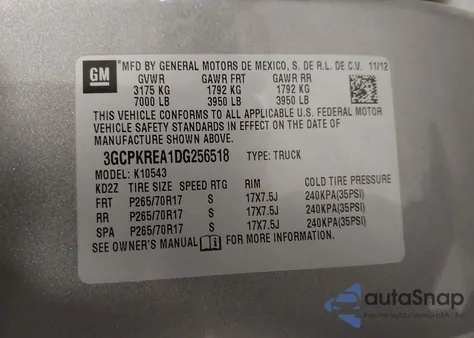 GM
MFD BY GENERAL MOTORS DE MEXICO, S. DE R.L. DE C.V. 11/12
GVWR GAWR FRT GAWR RR
3175 KG 1792 KG 1792 KG
7000 LB 3950 LB 3950 LB
THIS VEHICLE CONFORMS TO ALL APPLICABLE U.S. FEDERAL MOTOR
VEHICLE SAFETY STANDARDS IN EFFECT ON THE DATE OF
MANUFACTURE SHOWN ABOVE.
3GCPKREA1DG256518 TYPE: TRUCK
MODEL: K10543
KD2Z TIRE SIZE SPEED RTG RIM COLD TIRE PRESSURE
FRT P265/70R17 S 17X7.5J 240KPA(35PSI)
RR P265/70R17 S 17X7.5J 240KPA(35PSI)
SPA P265/70R17 S 17X7.5J 240KPA(35PSI)
SEE OWNER'S MANUAL FOR MORE INFORMATION.
autoSnap